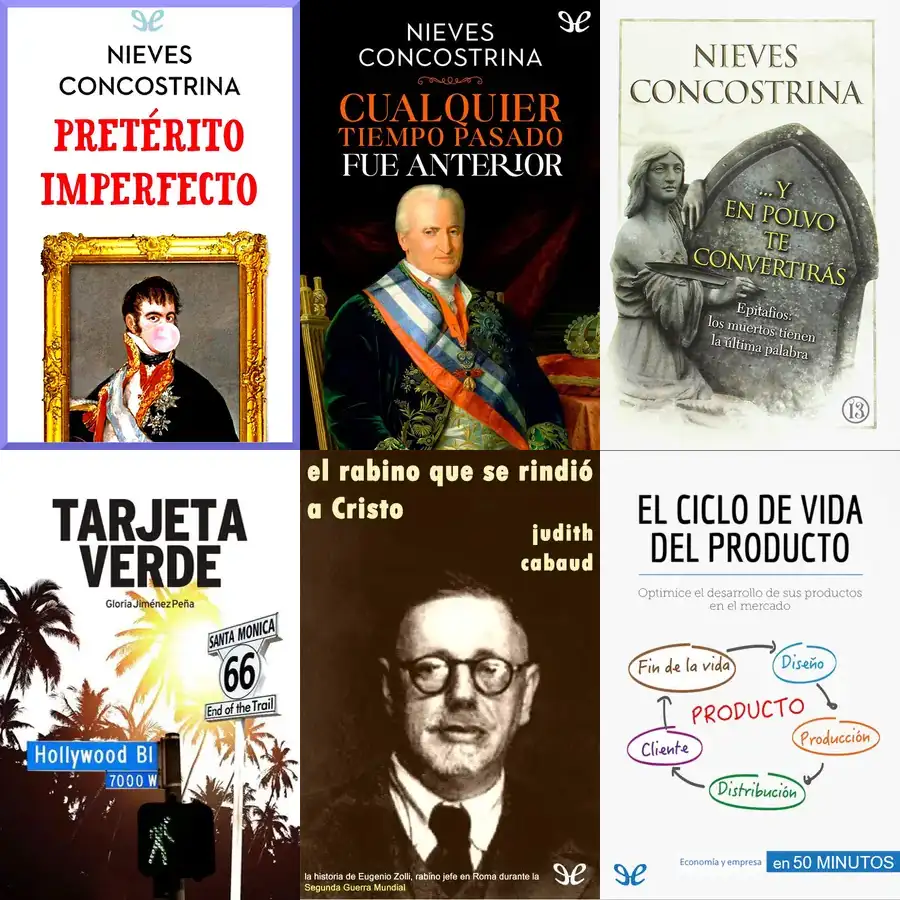 NIEVES
CONCOSTRINA
PRETÉRITO
IMPERFECTO
NIEVES
CONCOSTRINA
CUALQUIER
TIEMPO PASADO
FUE ANTERIOR
NIEVES
CONCOSTRINA
...Y
EN POLVO
TE
CONVERTIRÁS
Epitafios:
los muertos tienen
la última palabra
13
TARJETA
VERDE
Gloria Jiménez Peña
SANTA MONICA
66
End of the Trail
Hollywood Bl
7000 W
el rabino que se rindió
a Cristo
judith
cabaud
la historia de Eugenio Zolli, rabino jefe en Roma durante la
Segunda Guerra Mundial
EL CICLO DE VIDA
DEL PRODUCTO
Optimice el desarrollo de sus productos
en el mercado
Fin de la vida
Diseño
PRODUCTO
Cliente
Producción
Distribución
Economía y empresa
en 50 MINUTOS